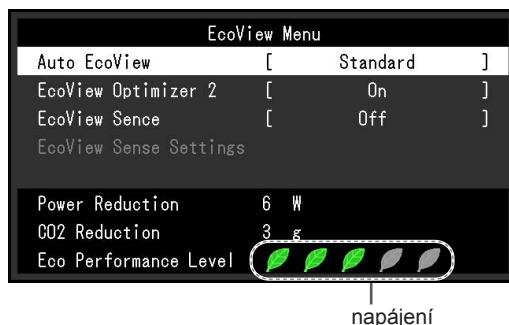 EcoView Menu
Auto EcoView [ Standard ]
EcoView Optimizer 2 [ On ]
EcoView Sence [ Off ]
EcoView Sense Settings
Power Reduction 6 W
CO2 Reduction 3 g
Eco Performance Level
napájení